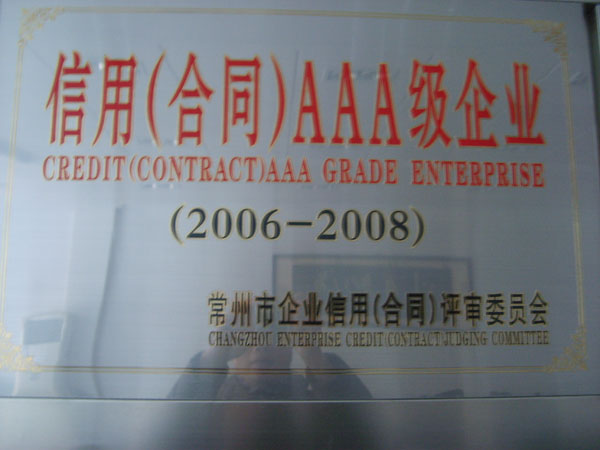 信用(合同)AAA级企业
CREDIT(CONTRACT)AAA GRADE ENTERPRISE
(2006-2008)
常州市企业信用(合同)评审委员会
CHANGZHOU ENTERPRISE CREDIT(CONTRACT)JUDGING COMMITTEE